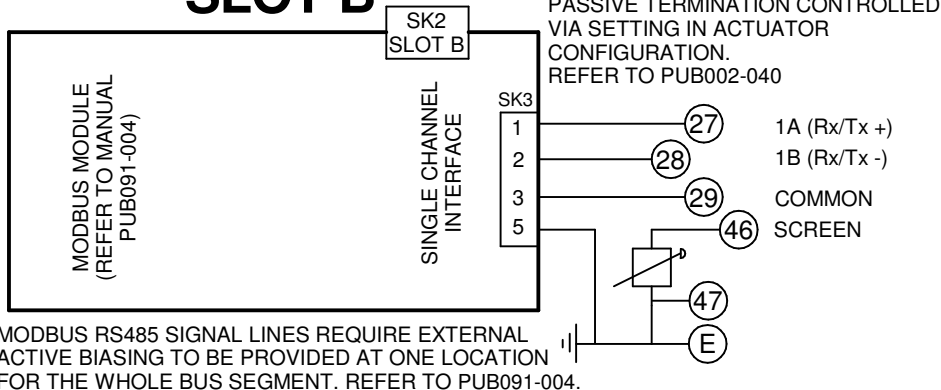 SLOT B
PASSIVE TERMINATION CONTROLLED
VIA SETTING IN ACTUATOR
CONFIGURATION.
REFER TO PUB002-040
SK2
SLOT B
MODBUS MODULE
(REFER TO MANUAL
PUB091-004)
SINGLE CHANNEL
INTERFACE
SK3
1
27
1A (Rx/Tx +)
2
28
1B (Rx/Tx -)
3
29
COMMON
5
46
SCREEN
47
E
MODBUS RS485 SIGNAL LINES REQUIRE EXTERNAL
ACTIVE BIASING TO BE PROVIDED AT ONE LOCATION
FOR THE WHOLE BUS SEGMENT. REFER TO PUB091-004.